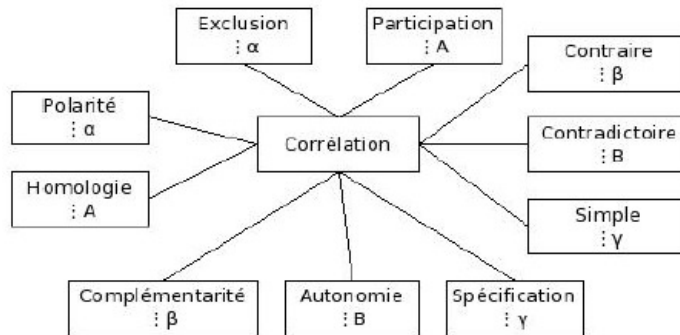 Exclusion
⋮ α
Participation
⋮ A
Contraire
⋮ β
Polarité
⋮ α
Corrélation
Contradictoire
⋮ B
Homologie
⋮ A
Simple
⋮ γ
Complémentarité
⋮ β
Autonomie
⋮ B
Spécification
⋮ γ